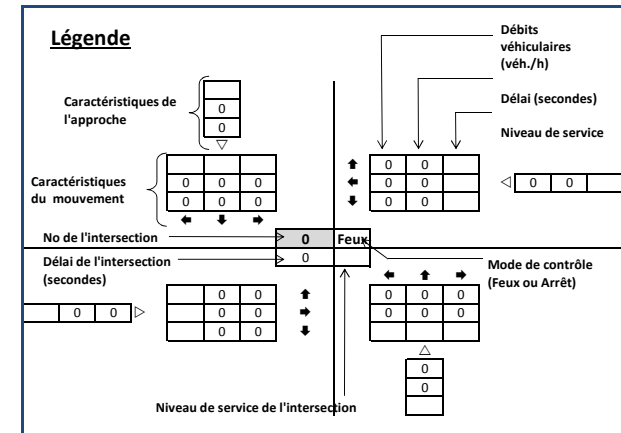 Légende
Débits
véhiculaires
(véh./h)
Délai (secondes)
Niveau de service
Caractéristiques de
l'approche
0
0
Caractéristiques
du mouvement
0 0 0
0 0 0
0 0
0 0
0 0
0 0
No de l'intersection
0 Feux
Délai de l'intersection
(secondes)
0
Mode de contrôle
(Feux ou Arrêt)
0 0
0 0
0 0
0 0
0 0 0
0 0 0
0
0
Niveau de service de l'intersection